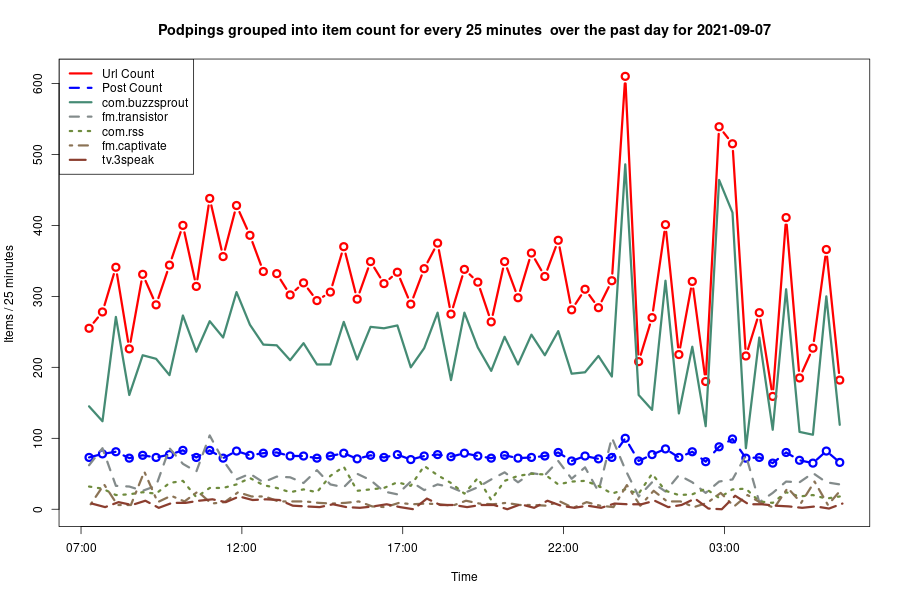 Podpings grouped into item count for every 25 minutes  over the past day for 2021-09-07
Url Count
Post Count
com.buzzsprout
fm.transistor
com.rss
fm.captivate
tv.3speak
Items / 25 minutes
600
500
400
300
200
100
0
07:00 12:00 17:00 22:00 03:00
Time